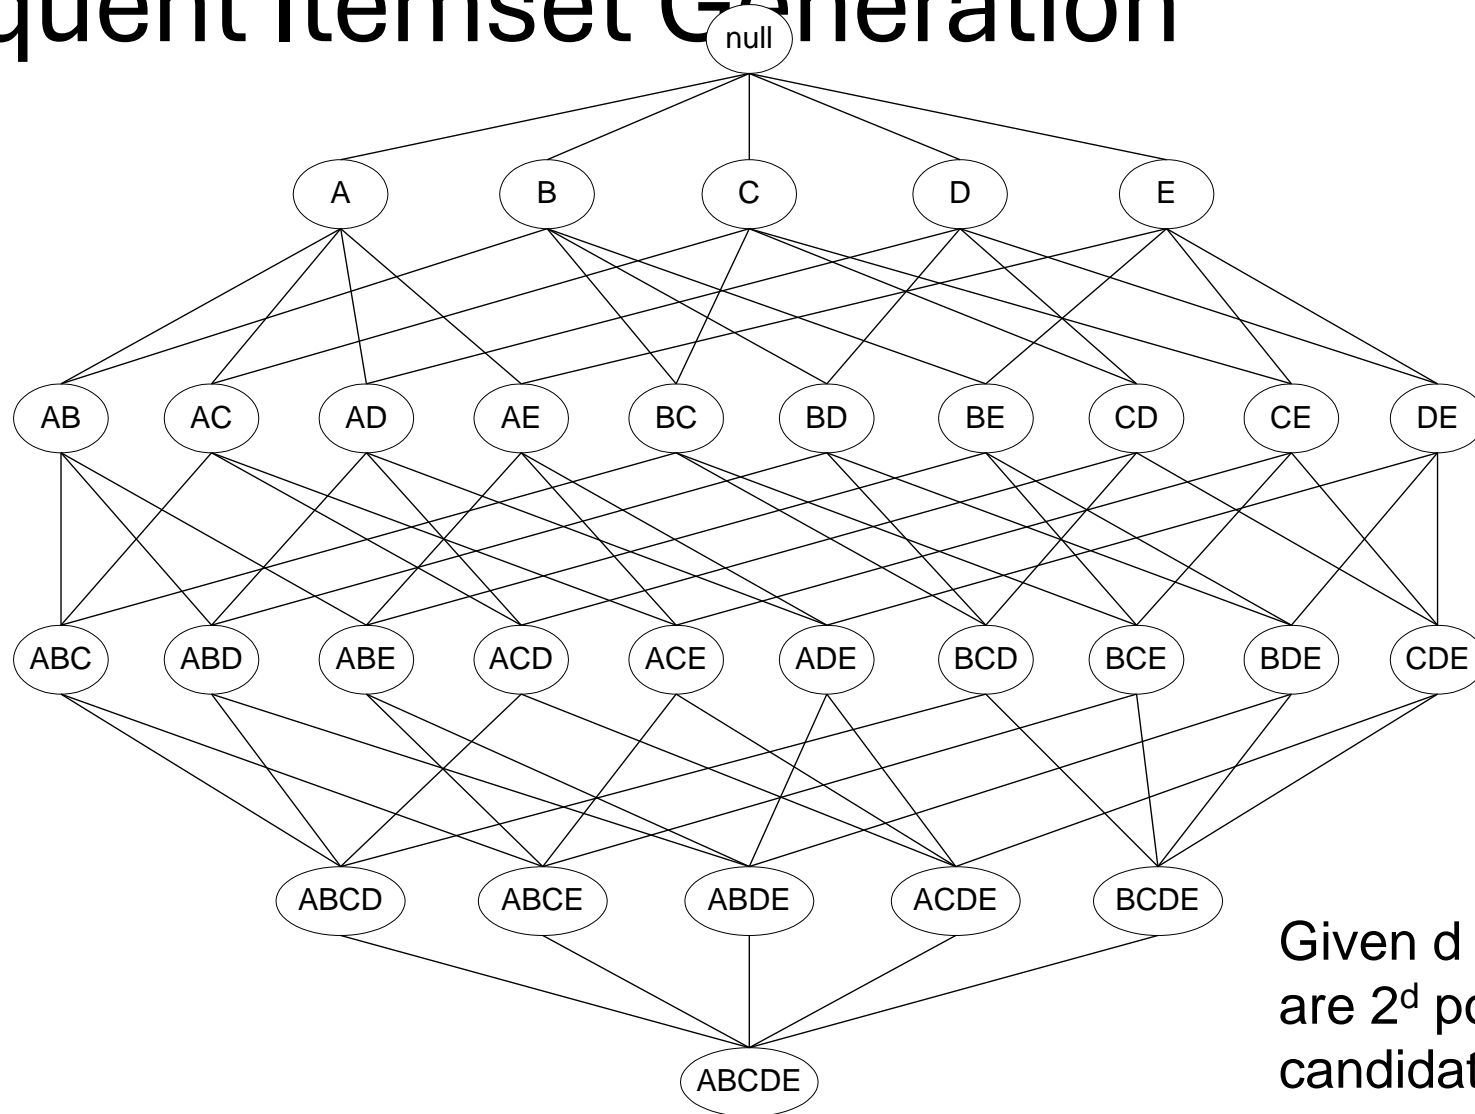 quent Itemset Generation
null
A B C D E
AB AC AD AE BC BD BE CD CE DE
ABC ABD ABE ACD ACE ADE BCD BCE BDE CDE
ABCD ABCE ABDE ACDE BCDE
Given d
are 2ᵈ po
candidat
ABCDE